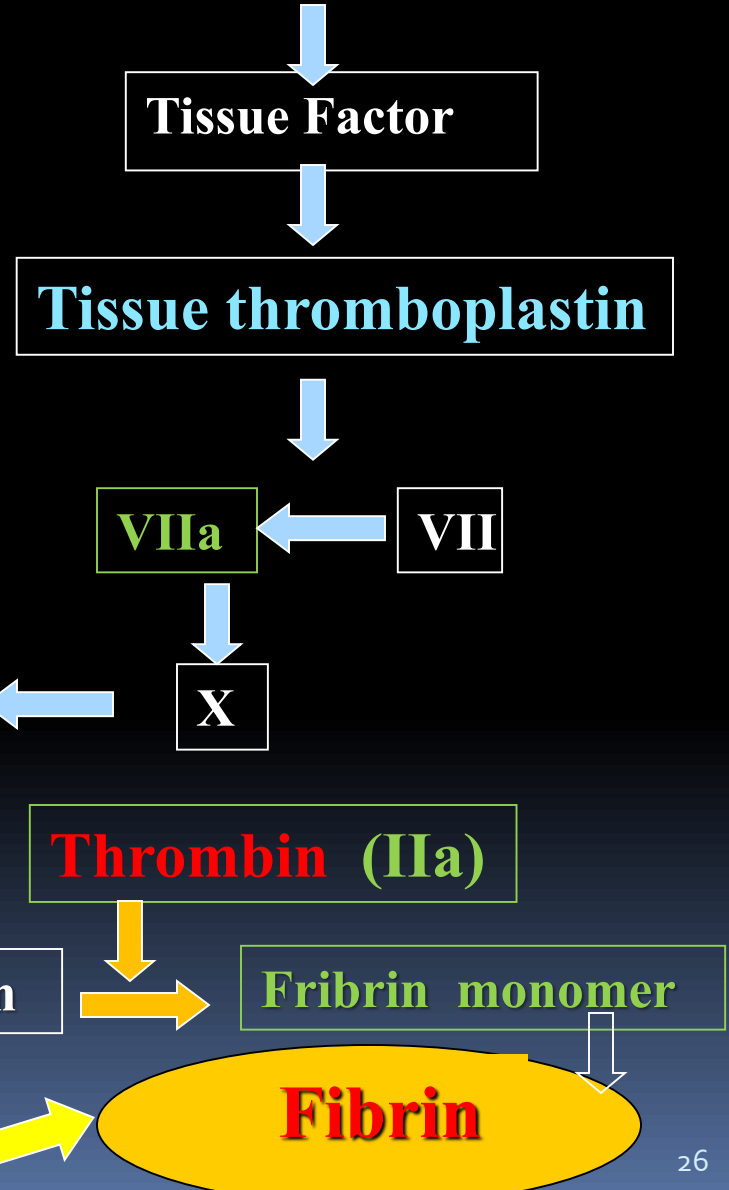 Tissue Factor
Tissue thromboplastin
VIIa VII
X
Thrombin (IIa)
Fribrin monomer
Fibrin
26